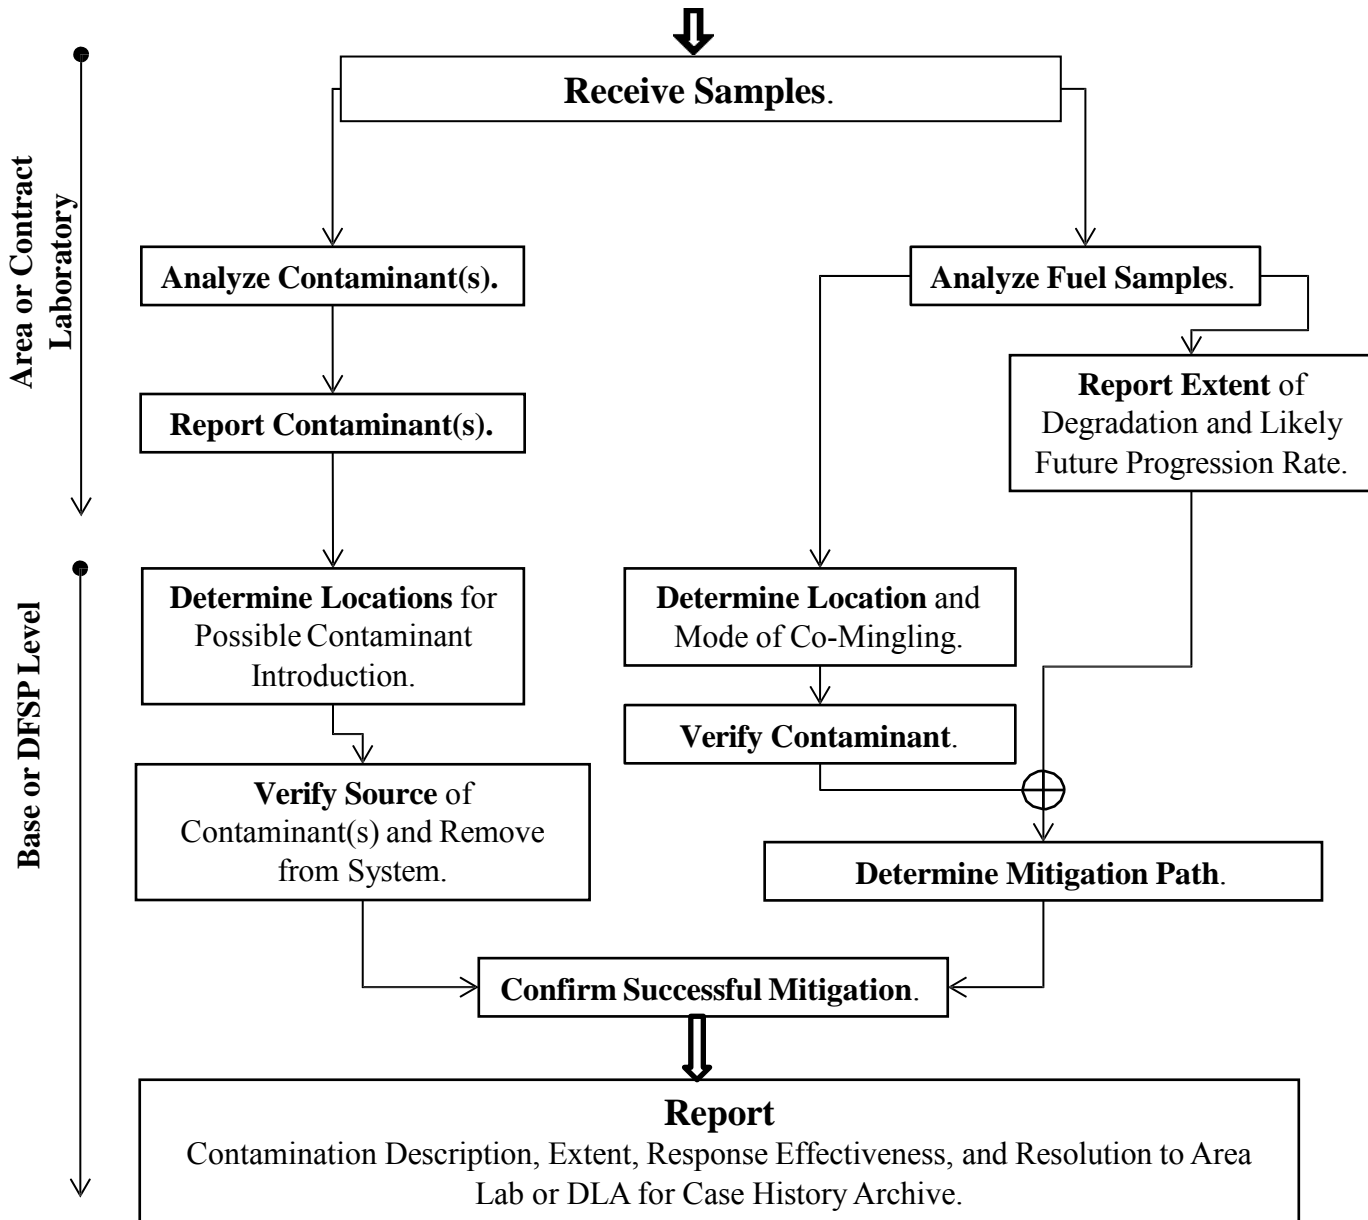 Receive Samples.
Area or Contract
Laboratory
Analyze Contaminant(s).
Analyze Fuel Samples.
Report Contaminant(s).
Report Extent of
Degradation and Likely
Future Progression Rate.
Base or DFSP Level
Determine Locations for
Possible Contaminant
Introduction.
Determine Location and
Mode of Co-Mingling.
Verify Contaminant.
Verify Source of
Contaminant(s) and Remove
from System.
Determine Mitigation Path.
Confirm Successful Mitigation.
Report
Contamination Description, Extent, Response Effectiveness, and Resolution to Area
Lab or DLA for Case History Archive.